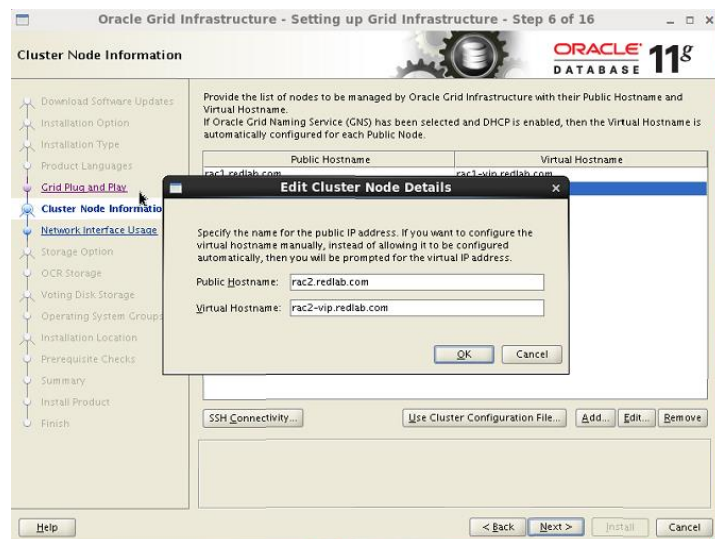 Oracle Grid Infrastructure - Setting up Grid Infrastructure - Step 6 of 16
Cluster Node Information
ORACLE
DATABASE
11g
Download Software Updates
Installation Option
Installation Type
Product Languages
Grid Plug and Play
Cluster Node Informatio
Network Interface Usage
Storage Option
OCR Storage
Voting Disk Storage
Operating System Groups
Installation Location
Prerequisite Checks
Summary
Install Product
Finish
Provide the list of nodes to be managed by Oracle Grid Infrastructure with their Public Hostname and
Virtual Hostname.
If Oracle Grid Naming Service (GNS) has been selected and DHCP is enabled, then the Virtual Hostname is
automatically configured for each Public Node.
Public Hostname Virtual Hostname
rac1.redlab.com rac1-vip.redlab.com
Edit Cluster Node Details
Specify the name for the public IP address. If you want to configure the
virtual hostname manually, instead of allowing it to be configured
automatically, then you will be prompted for the virtual IP address.
Public Hostname: rac2.redlab.com
Virtual Hostname: rac2-vip.redlab.com
OK Cancel
SSH Connectivity... Use Cluster Configuration File... Add... Edit... Remove
Help < Back Next > Install Cancel